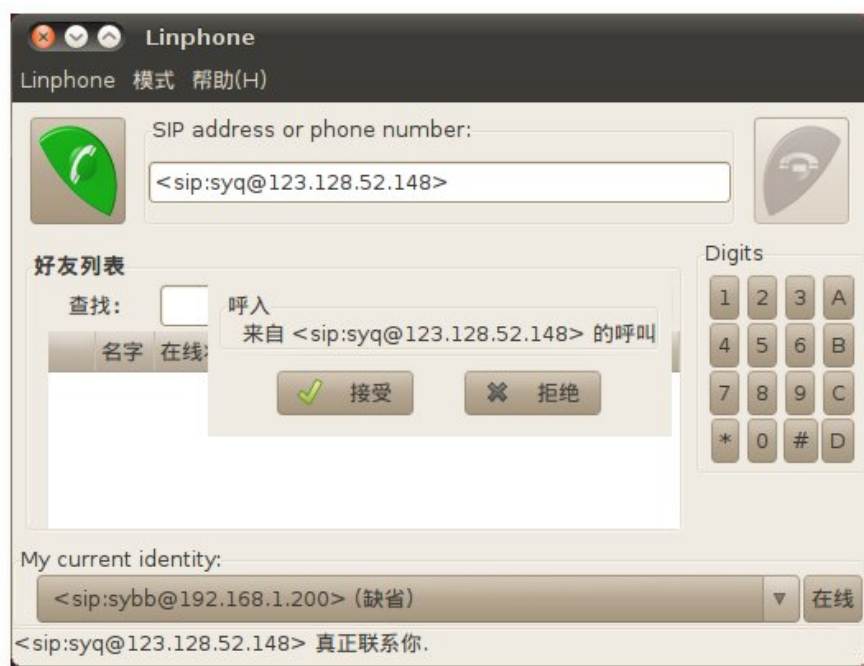 Linphone
Linphone 模式 帮助(H)
SIP address or phone number:
<sip:syq@123.128.52.148>
好友列表
Digits
查找:
呼入
来自 <sip:syq@123.128.52.148> 的呼叫
名字 在线
接受 拒绝
1 2 3 A
4 5 6 B
7 8 9 C
* 0 # D
My current identity:
<sip:sybb@192.168.1.200> (缺省)
在线
<sip:syq@123.128.52.148> 真正联系你.